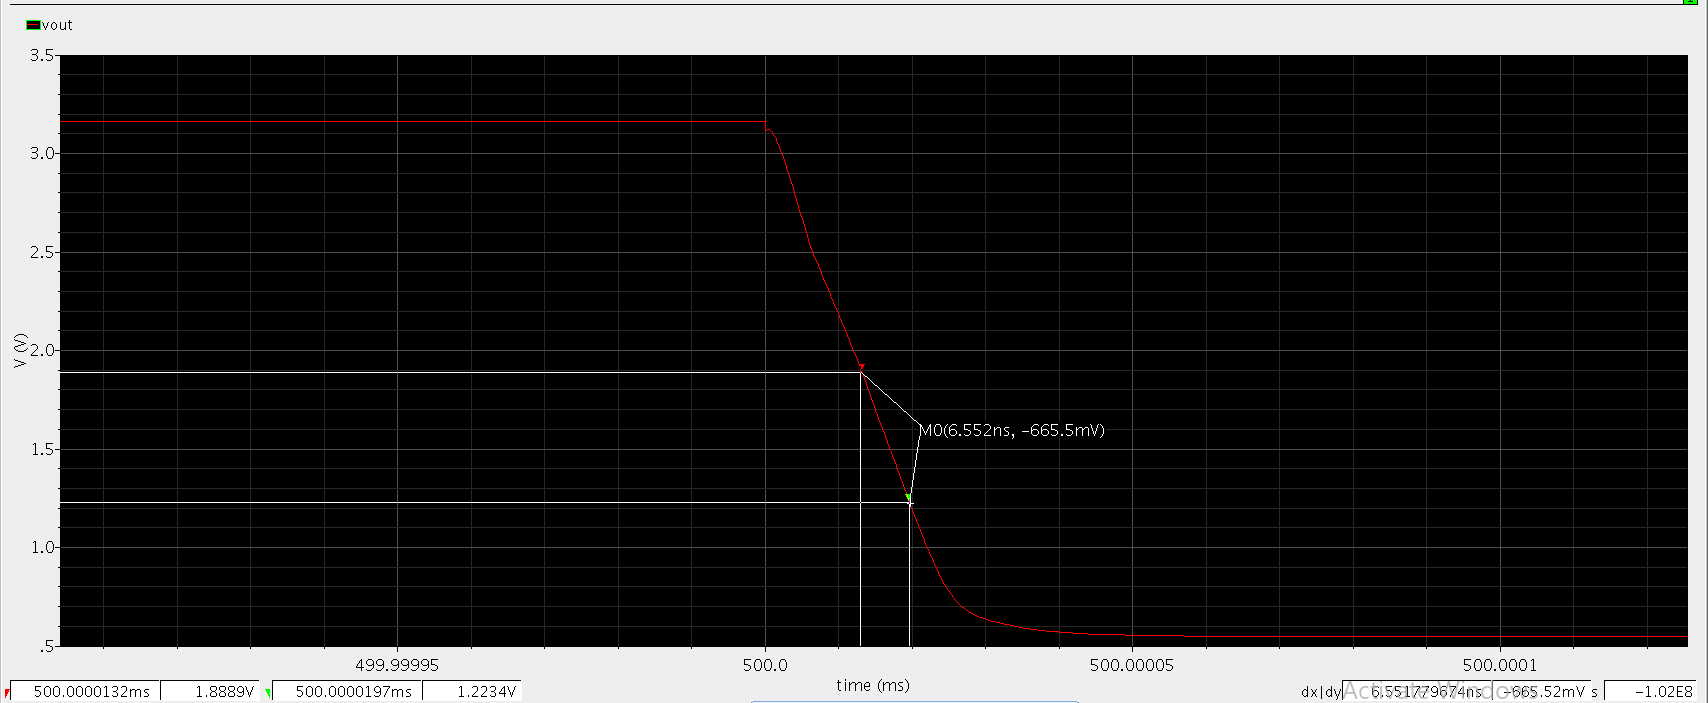 vout
3.5
3.0
2.5
2.0
1.5
1.0
.5
V (V)
M0(6.552ns, -665.5mV)
499.99995
500.0
500.00005
500.0001
time (ms)
500.0000132ms 1.8889V 500.0000197ms 1.2234V
dx|dy 6.551779674ns -665.52mV s -1.02E8
Activate Windows